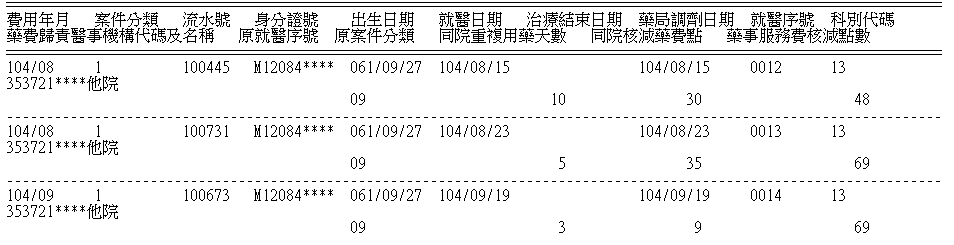 費用年月 案件分類 流水號 身分證號 出生日期 就醫日期 治療結束日期 藥局調劑日期 就醫序號 科別代碼
藥費歸責醫事機構代碼及名稱 原就醫序號 原案件分類 同院重複用藥天數 同院核減藥費點 藥事服務費核減點數
104/08 1 100445 M12084**** 061/09/27 104/08/15 104/08/15 0012 13
353721****他院
09 10 30 48
104/08 1 100731 M12084**** 061/09/27 104/08/23 104/08/23 0013 13
353721****他院
09 5 35 69
104/09 1 100673 M12084**** 061/09/27 104/09/19 104/09/19 0014 13
353721****他院
09 3 9 69